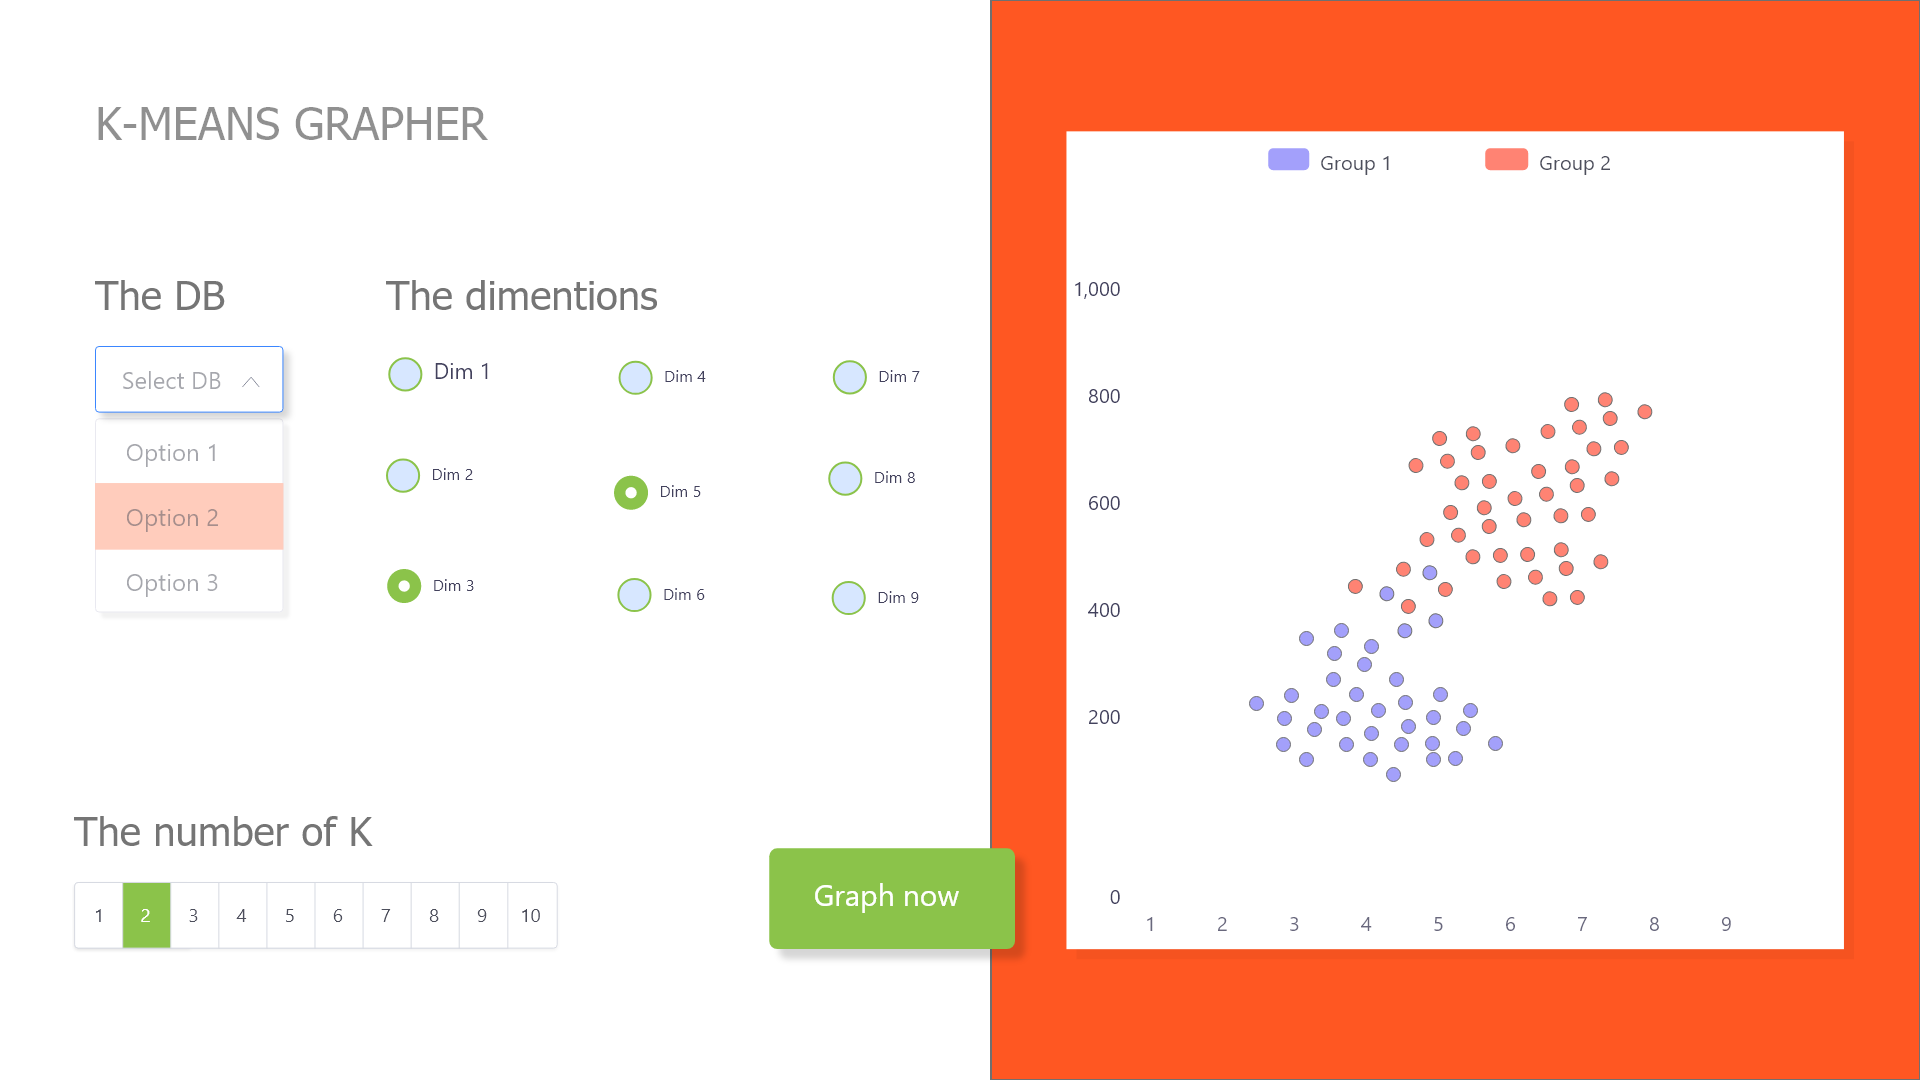 K-MEANS GRAPHER
The DB
Select DB
Option 1
Option 2
Option 3
The dimentions
Dim 1
Dim 2
Dim 3
Dim 4
Dim 5
Dim 6
Dim 7
Dim 8
Dim 9
The number of K
1 2 3 4 5 6 7 8 9 10
Graph now
Group 1 Group 2
1,000
800
600
400
200
0
1 2 3 4 5 6 7 8 9